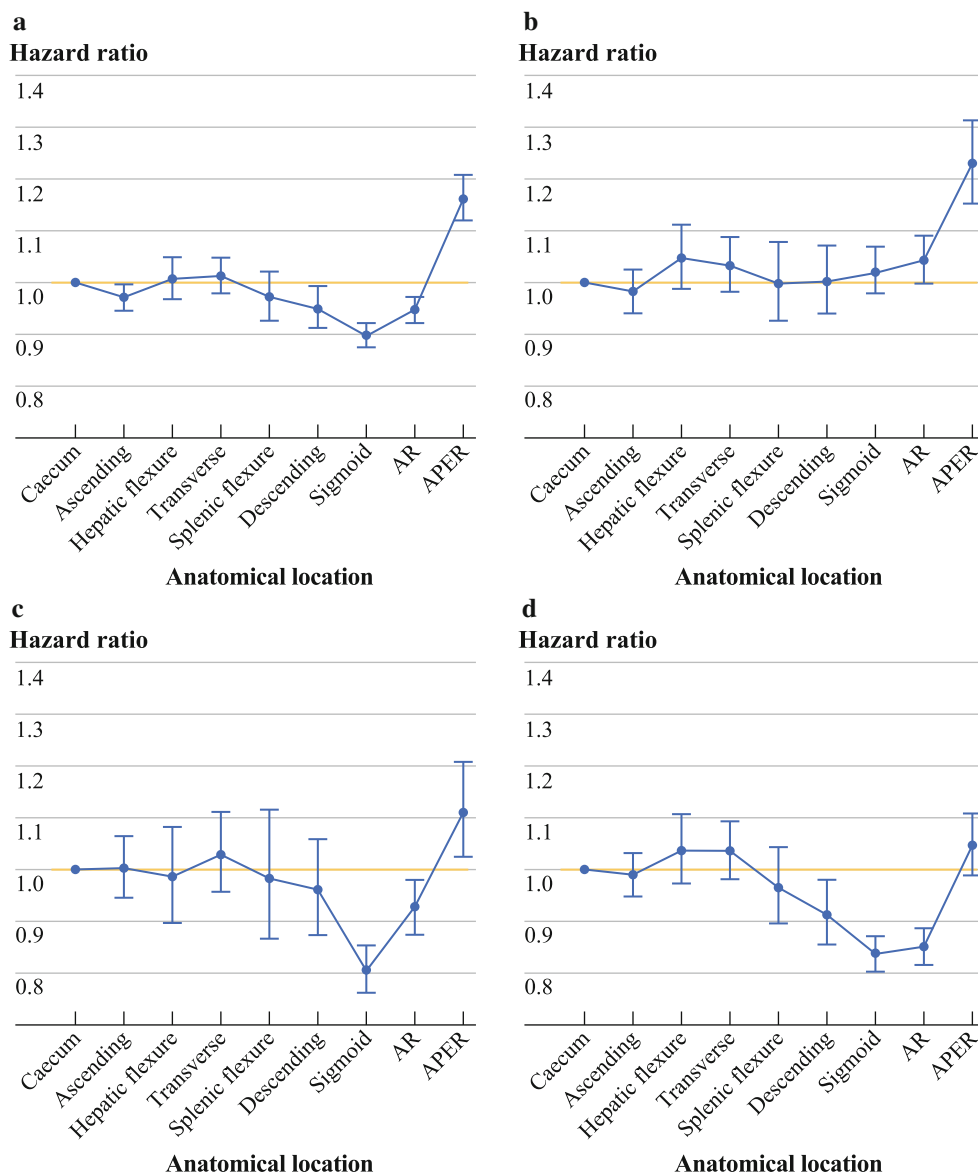 a
Hazard ratio
1.4
1.3
1.2
1.1
1.0
0.9
0.8
Caecum
Ascending
Hepatic flexure
Transverse
Splenic flexure
Descending
Sigmoid
AR
APER
Anatomical location
b
Hazard ratio
1.4
1.3
1.2
1.1
1.0
0.9
0.8
Caecum
Ascending
Hepatic flexure
Transverse
Splenic flexure
Descending
Sigmoid
AR
APER
Anatomical location
c
Hazard ratio
1.4
1.3
1.2
1.1
1.0
0.9
0.8
Caecum
Ascending
Hepatic flexure
Transverse
Splenic flexure
Descending
Sigmoid
AR
APER
Anatomical location
d
Hazard ratio
1.4
1.3
1.2
1.1
1.0
0.9
0.8
Caecum
Ascending
Hepatic flexure
Transverse
Splenic flexure
Descending
Sigmoid
AR
APER
Anatomical location